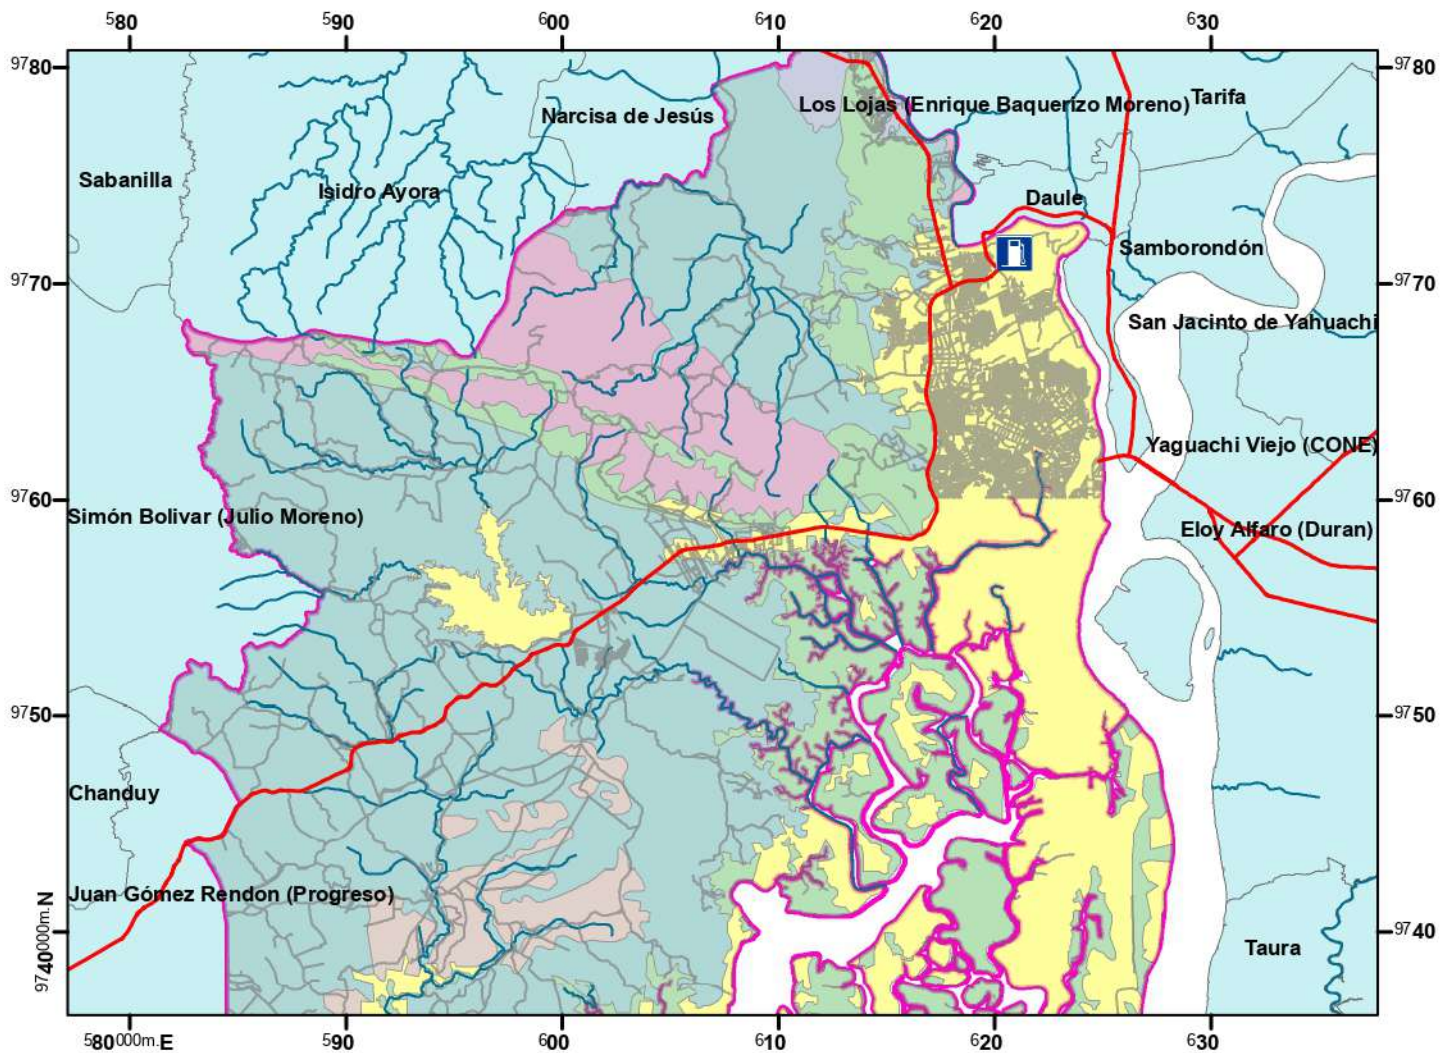 580 590 600 610 620 630
9780 9780
Los Lojas (Enrique Baquerizo Moreno) Tarifa
Narcisa de Jesús
Sabanilla
Isidro Ayora
Daule
Samborondón
9770 9770
San Jacinto de Yahuachi
Yaguachi Viejo (CONE)
9760 9760
Simón Bolivar (Julio Moreno)
Eloy Alfaro (Duran)
9750 9750
Chanduy
Juan Gómez Rendon (Progreso)
9740000m.N 9740
Taura
580000m.E 590 600 610 620 630